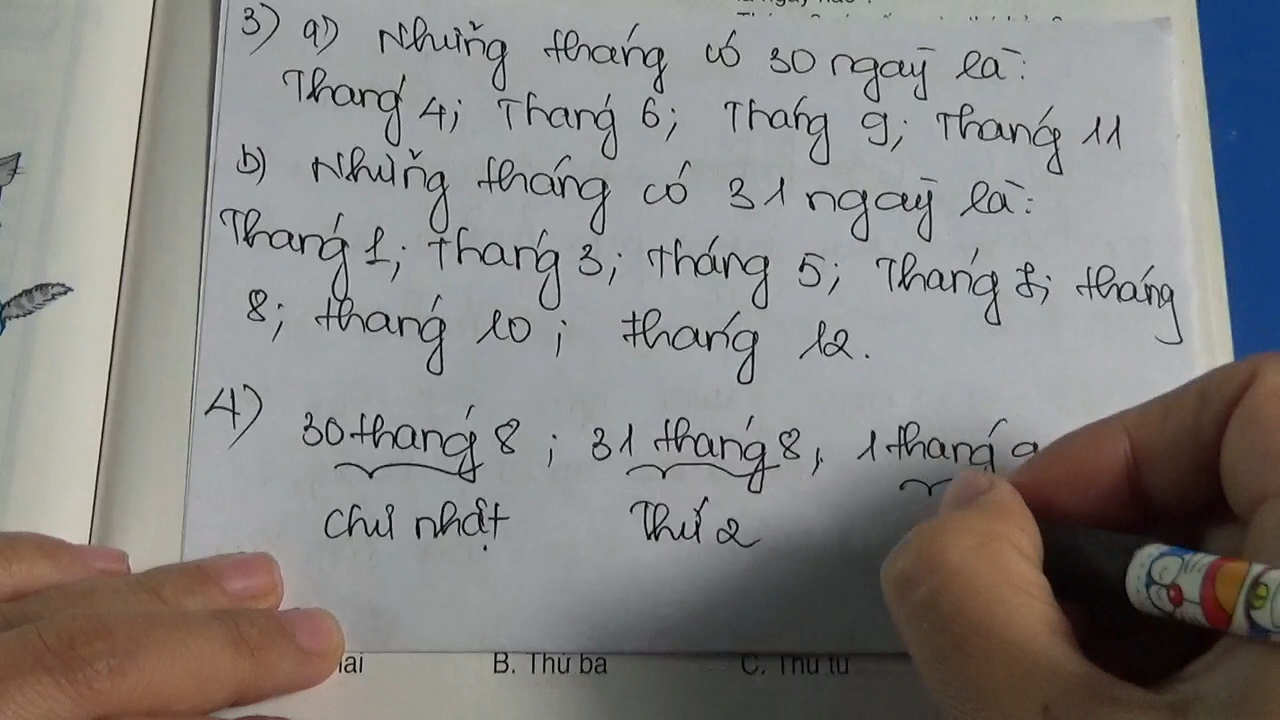 3) a) Những tháng có 30 ngày là:
Tháng 4; Tháng 6; Tháng 9; Tháng 11
b) Những tháng có 31 ngày là:
Tháng 1; Tháng 3; Tháng 5; Tháng 7; tháng
8; tháng 10; tháng 12.
4) 30 tháng 8; 31 tháng 8, 1 tháng 9
Chủ nhật Thứ 2
B. Thứ ba C. Thứ tư